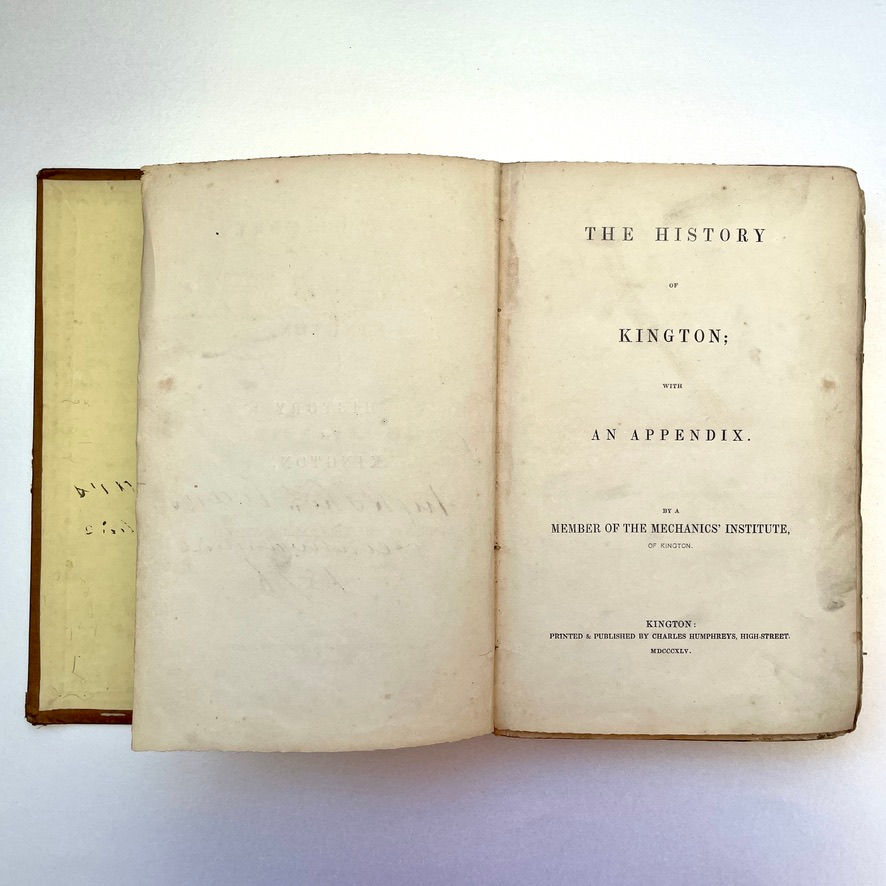 THE HISTORY
OF
KINGTON;
WITH
AN APPENDIX.
BY A
MEMBER OF THE MECHANICS' INSTITUTE,
OF KINGTON.
KINGTON:
PRINTED & PUBLISHED BY CHARLES HUMPHREYS, HIGH-STREET.
MDCCCXLV.